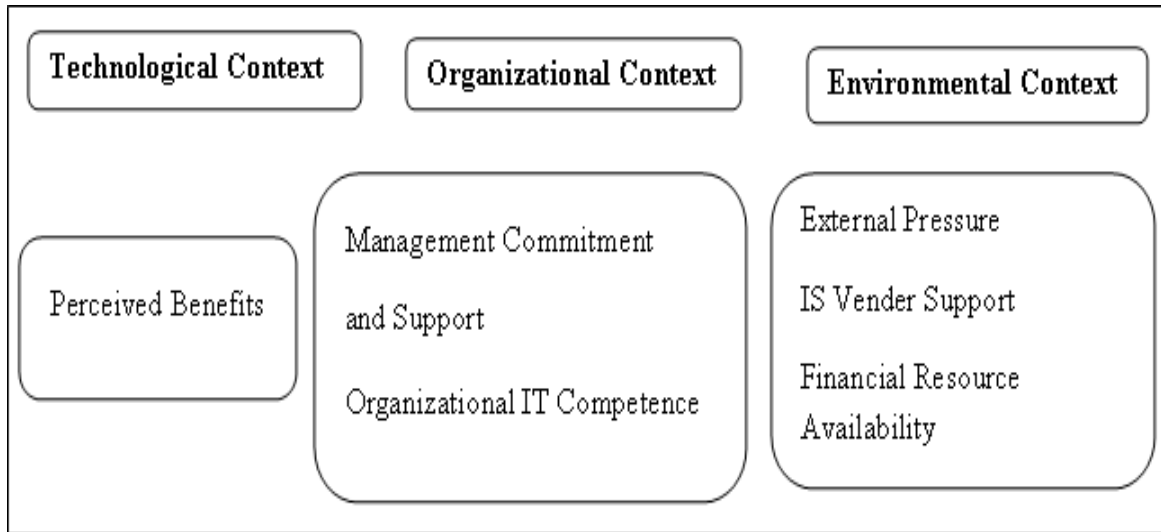 Technological Context
Organizational Context
Environmental Context
Perceived Benefits
Management Commitment
and Support
Organizational IT Competence
External Pressure
IS Vender Support
Financial Resource
Availability